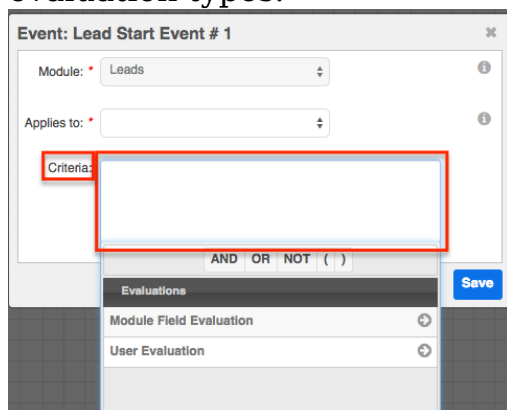 Event: Lead Start Event # 1
Module: * Leads
Applies to: *
Criteria:
AND OR NOT ( )
Evaluations
Save
Module Field Evaluation
User Evaluation